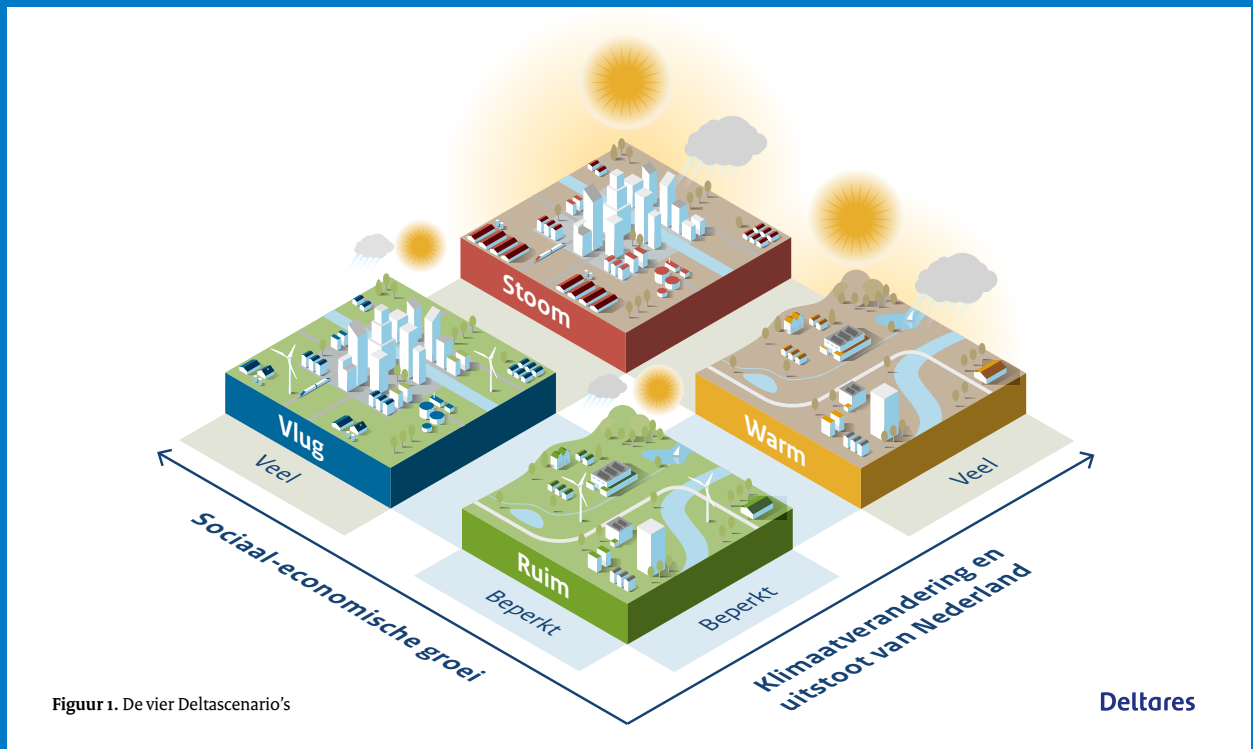 Stoom
Vlug
Warm
Ruim
Veel
Veel
Beperkt
Beperkt
Sociaal-economische groei
Klimaatverandering en
uitstoot van Nederland
Figuur 1. De vier Deltascenario’s
Deltares